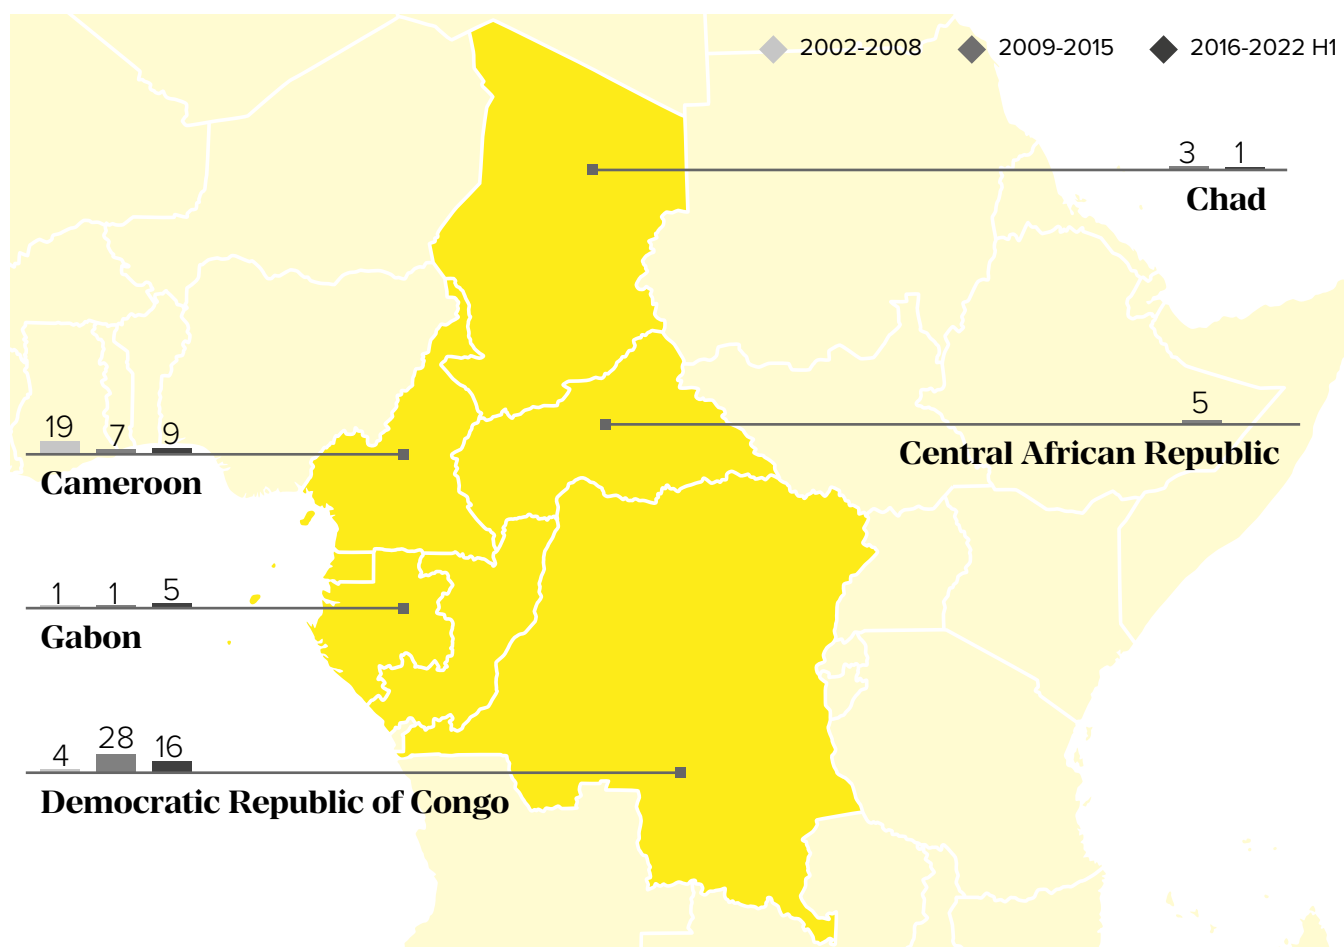 2002-2008 2009-2015 2016-2022 H1
3 1
Chad
5
Central African Republic
19 7 9
Cameroon
1 1 5
Gabon
4 28 16
Democratic Republic of Congo